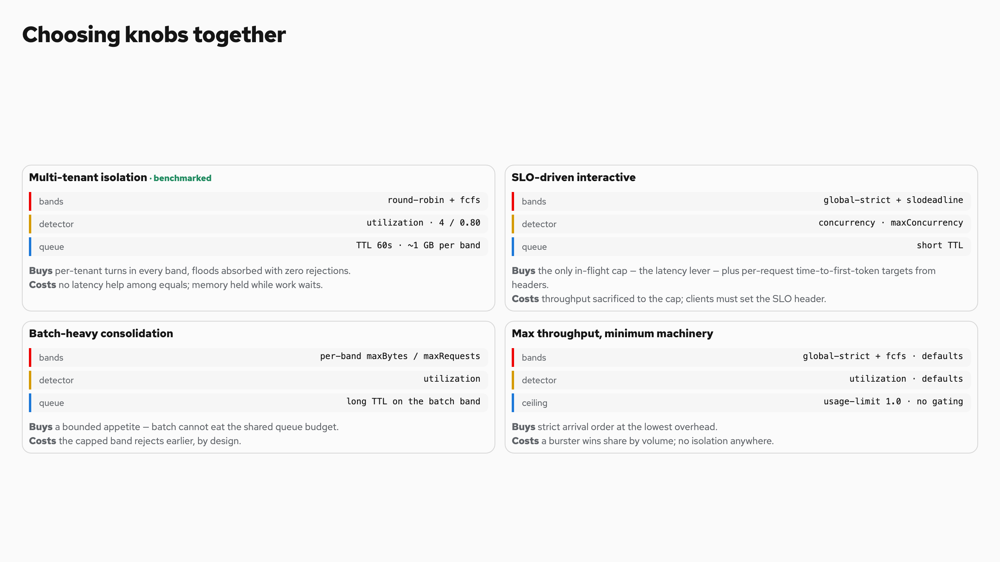 Choosing knobs together
Multi-tenant isolation · benchmarked
bands round-robin + fcfs
detector utilization · 4 / 0.80
queue TTL 60s · ~1 GB per band
Buys per-tenant turns in every band, floods absorbed with zero rejections.
Costs no latency help among equals; memory held while work waits.
SLO-driven interactive
bands global-strict + slodeadline
detector concurrency · maxConcurrency
queue short TTL
Buys the only in-flight cap — the latency lever — plus per-request time-to-first-token targets from
headers.
Costs throughput sacrificed to the cap; clients must set the SLO header.
Batch-heavy consolidation
bands per-band maxBytes / maxRequests
detector utilization
queue long TTL on the batch band
Buys a bounded appetite — batch cannot eat the shared queue budget.
Costs the capped band rejects earlier, by design.
Max throughput, minimum machinery
bands global-strict + fcfs · defaults
detector utilization · defaults
ceiling usage-limit 1.0 · no gating
Buys strict arrival order at the lowest overhead.
Costs a burster wins share by volume; no isolation anywhere.